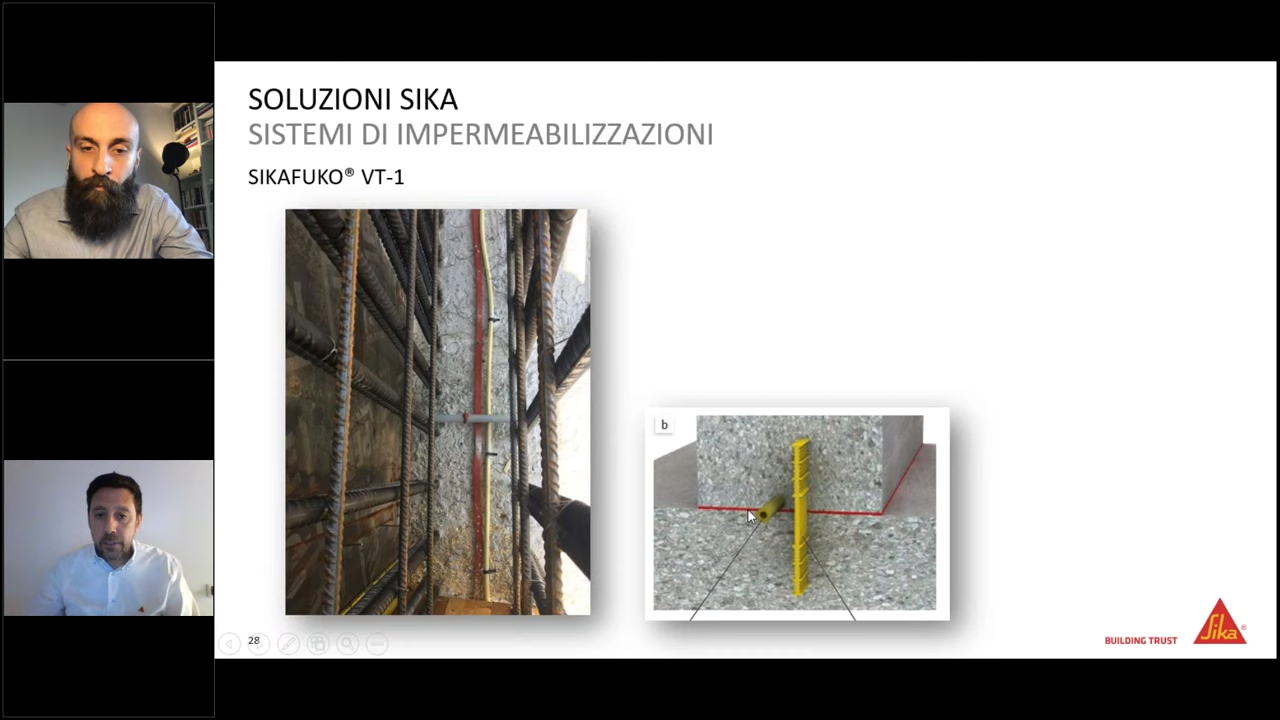 SOLUZIONI SIKA
SISTEMI DI IMPERMEABILIZZAZIONI
SIKAFUKO® VT-1
b
28
BUILDING TRUST
Sika®